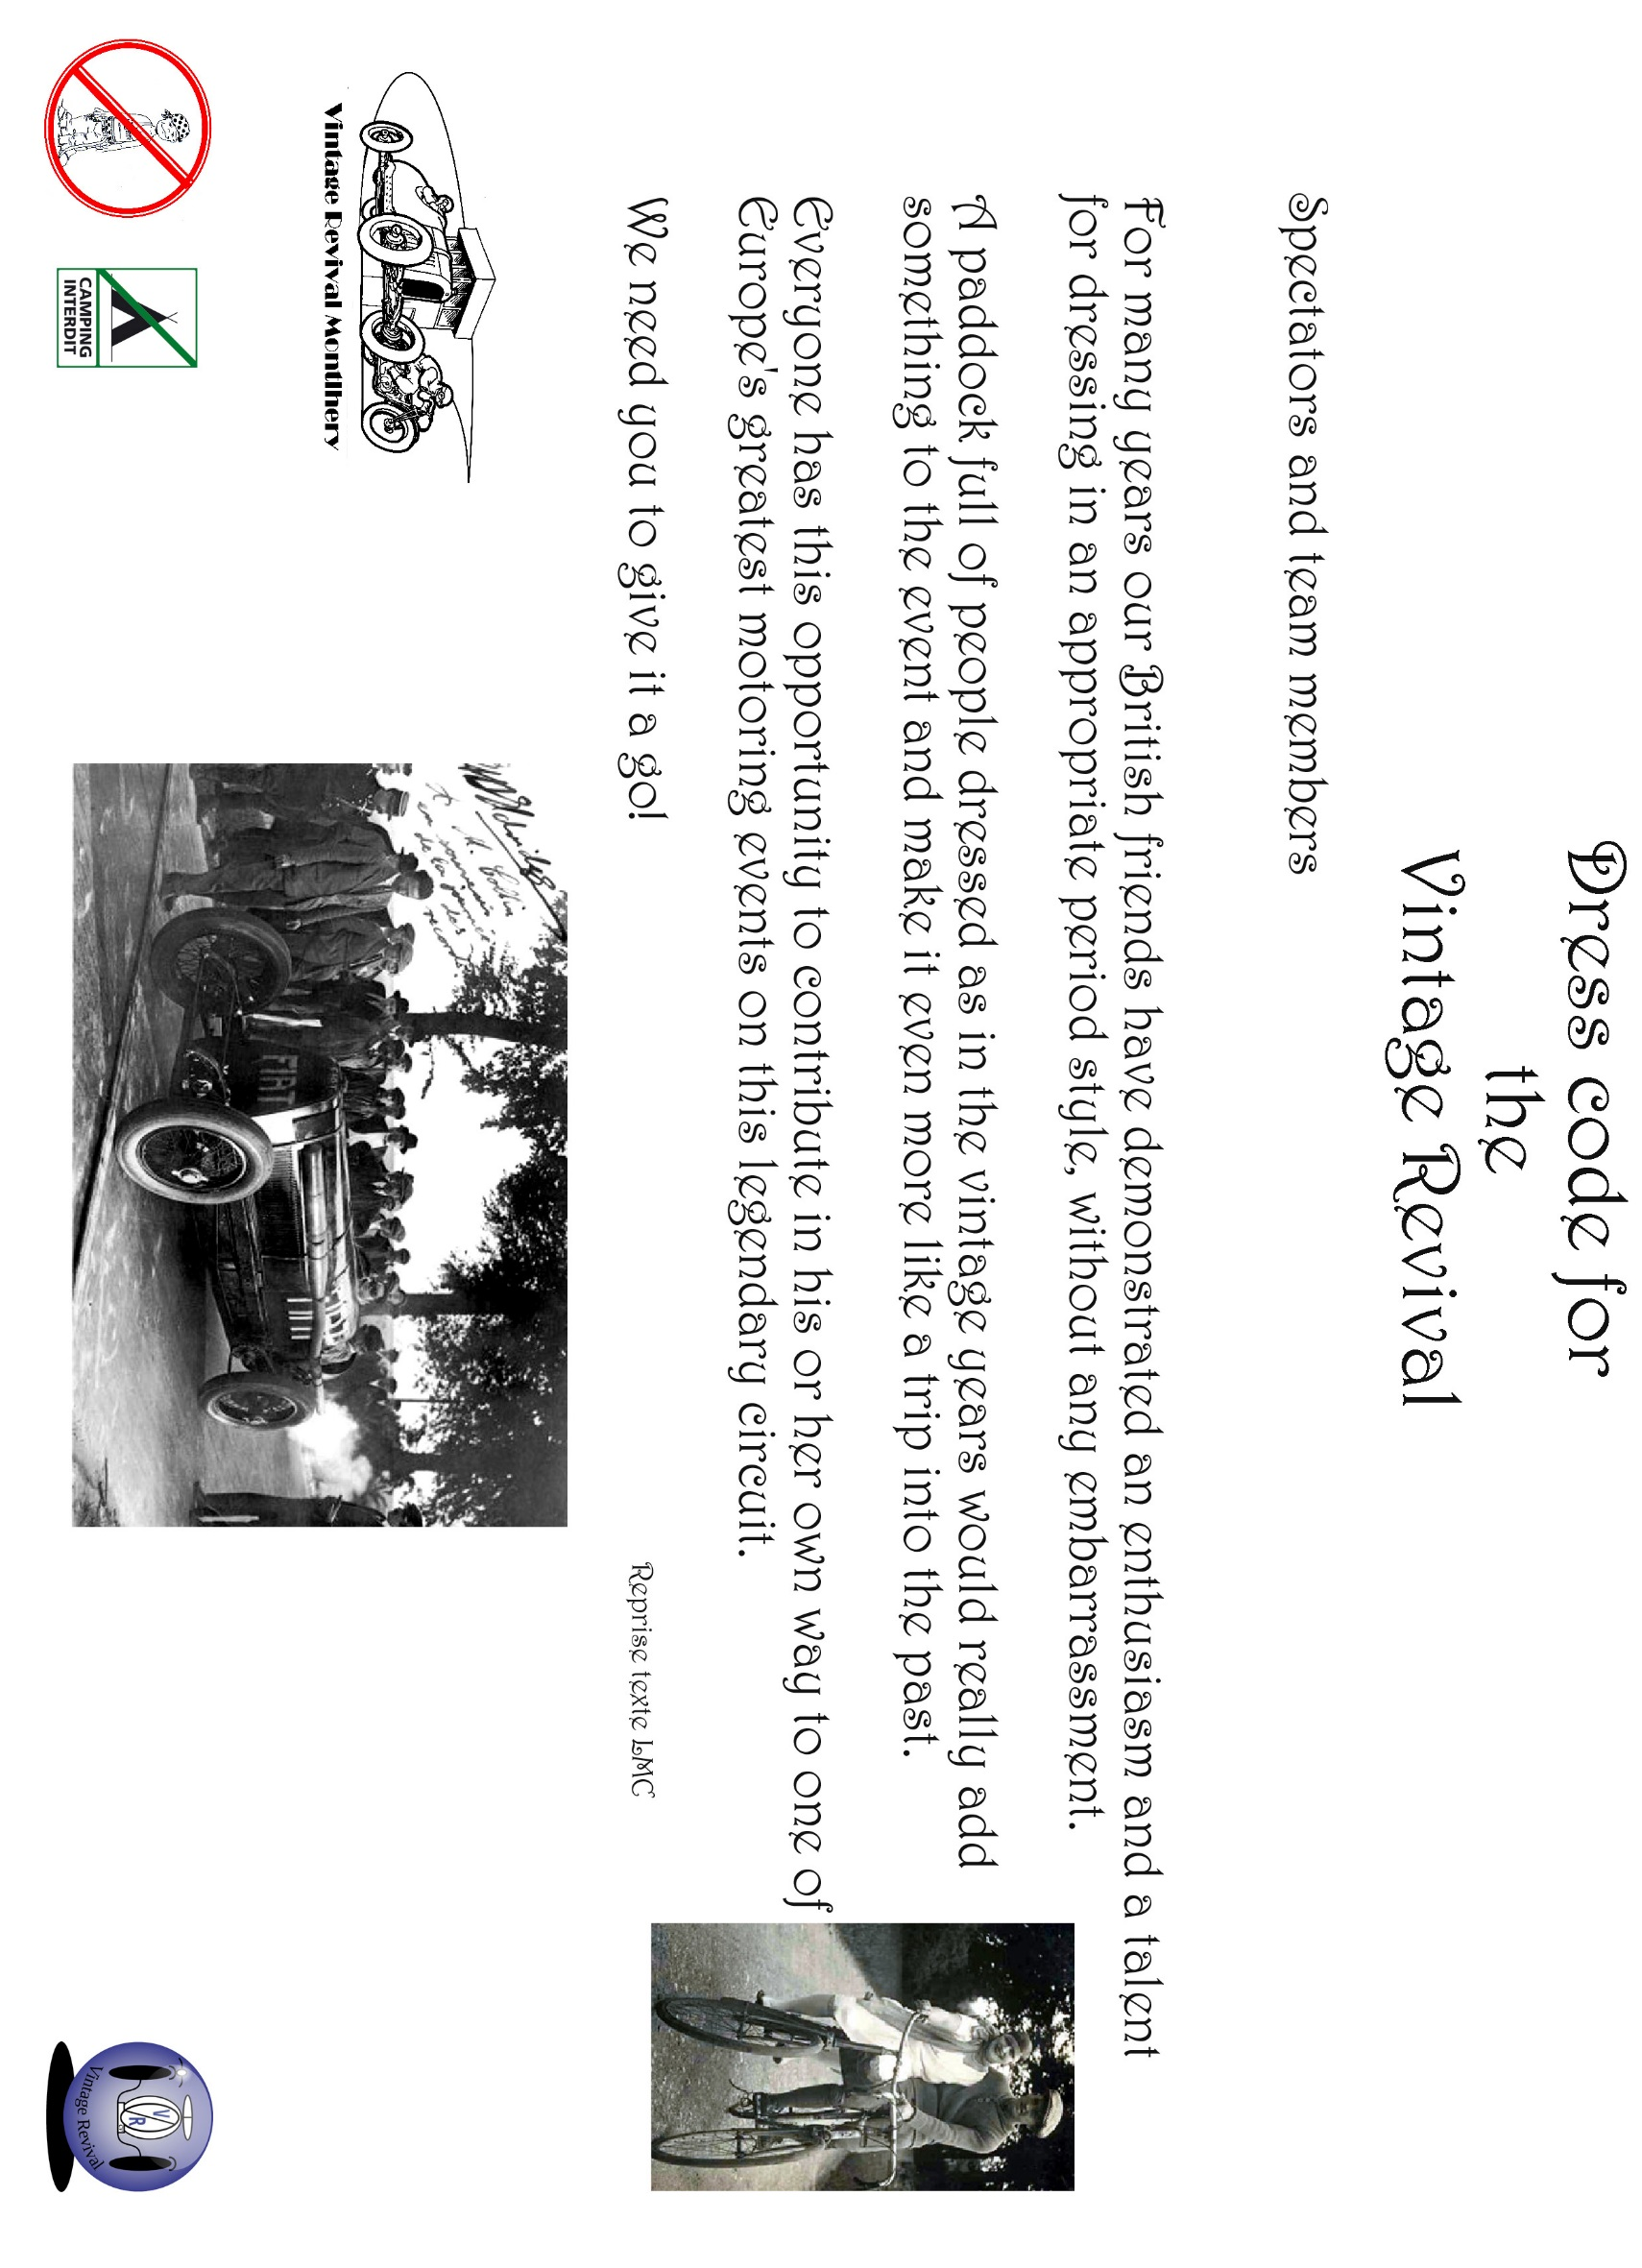 Dress code for
the
Vintage Revival
Spectators and team members
For many years our British friends have demonstrated an enthusiasm and a talent
for dressing in an appropriate period style, without any embarrassment.
A paddock full of people dressed as in the vintage years would really add
something to the event and make it even more like a trip into the past.
Everyone has this opportunity to contribute in his or her own way to one of
Europe's greatest motoring events on this legendary circuit.
We need you to give it a go!
Reprise texte LMC
Vintage Revival Montlhery
CAMPING
INTERDIT
FIAT
souvenir
VR
Vintage Revival